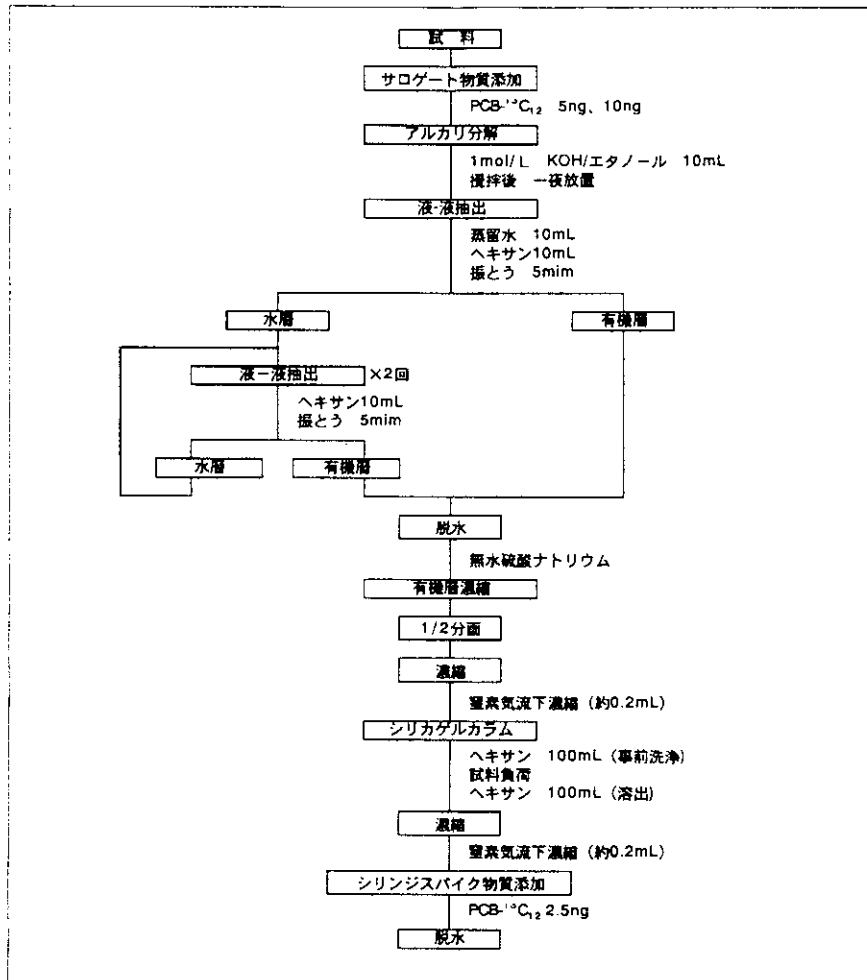 試 料
サロゲート物質添加
PCB-¹³C₁₂ 5ng、10ng
アルカリ分解
1mol/L KOH/エタノール 10mL
攪拌後 一夜放置
液-液抽出
蒸留水 10mL
ヘキサン10mL
振とう 5mim
水層
有機層
液－液抽出 ×2回
ヘキサン10mL
振とう 5mim
水層
有機層
脱水
無水硫酸ナトリウム
有機層濃縮
1/2分画
濃縮
窒素気流下濃縮 (約0.2mL)
シリカゲルカラム
ヘキサン 100mL (事前洗浄)
試料負荷
ヘキサン 100mL (溶出)
濃縮
窒素気流下濃縮 (約0.2mL)
シリンジスパイク物質添加
PCB-¹³C₁₂ 2.5ng
脱水